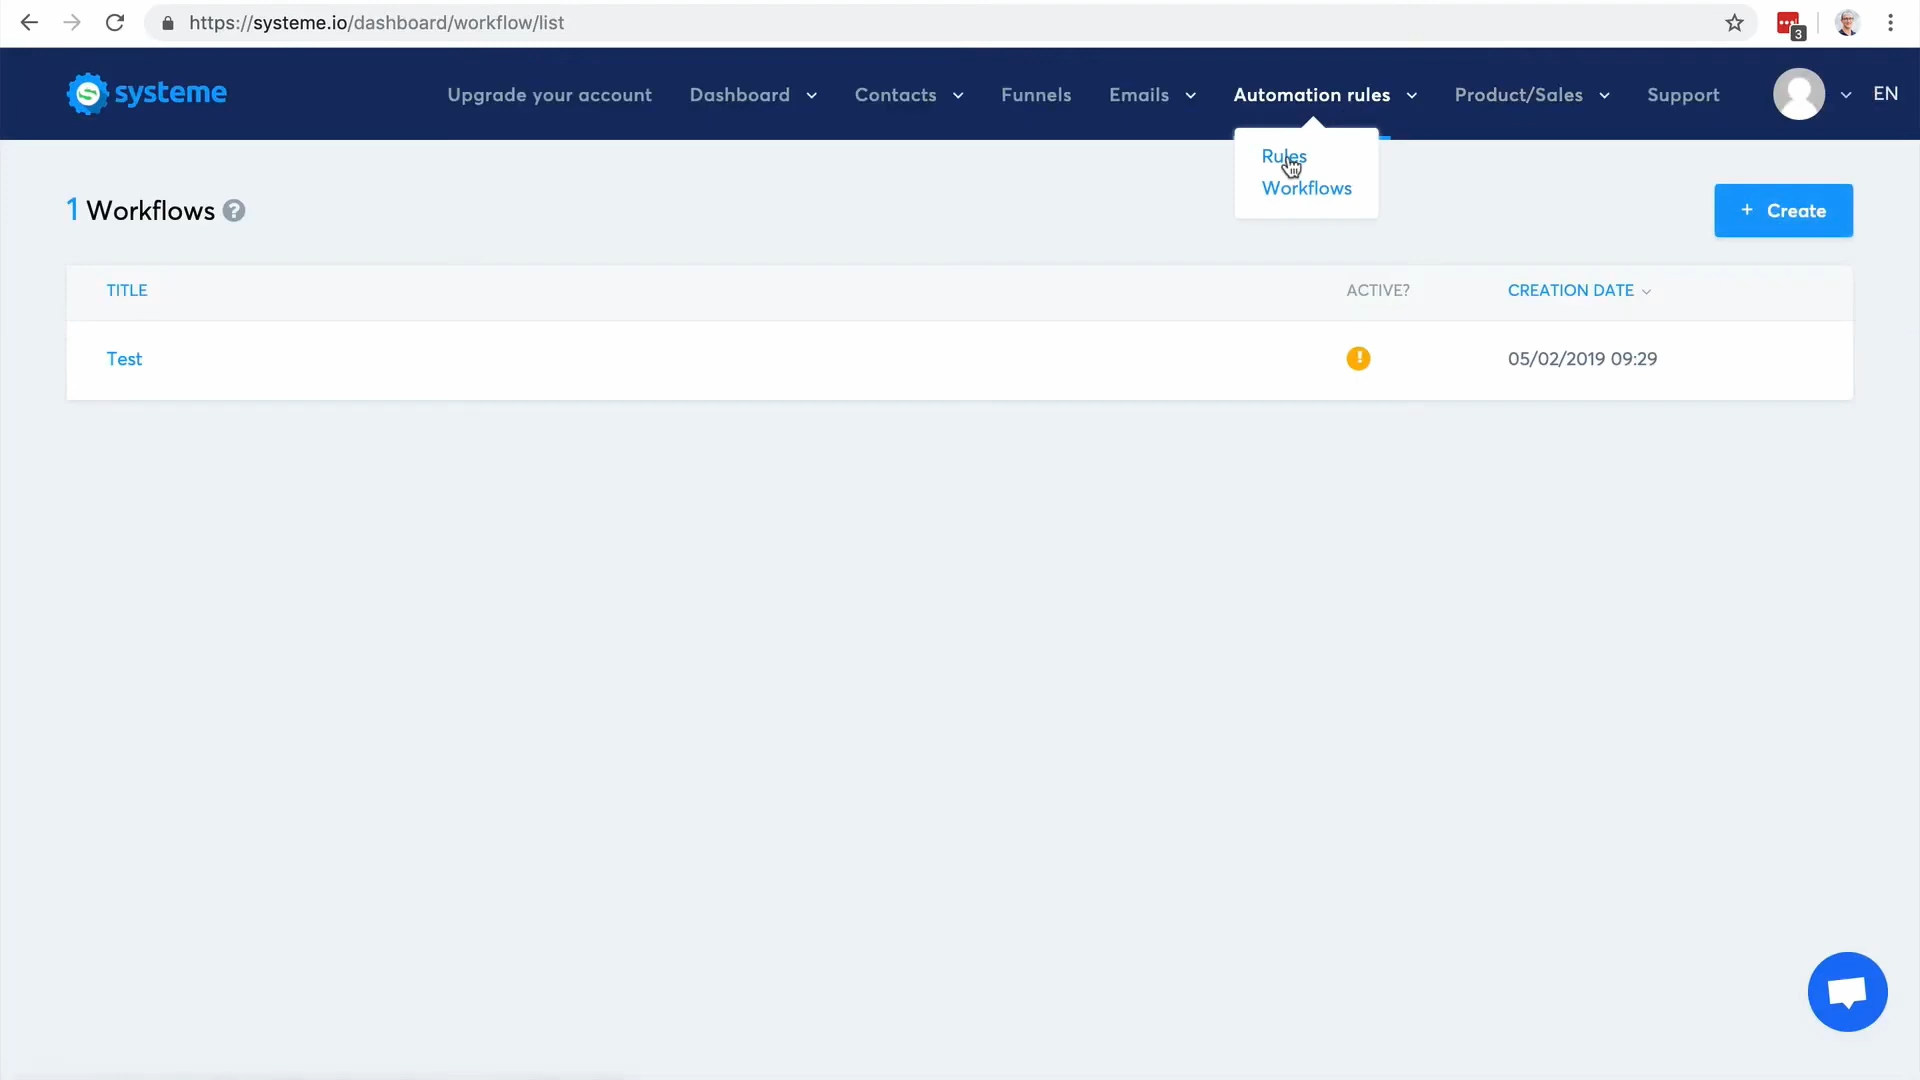 https://systeme.io/dashboard/workflow/list
3
systeme
Upgrade your account
Dashboard
Contacts
Funnels
Emails
Automation rules
Product/Sales
Support
EN
Rules
Workflows
1 Workflows ?
+ Create
TITLE
ACTIVE?
CREATION DATE
Test
!
05/02/2019 09:29